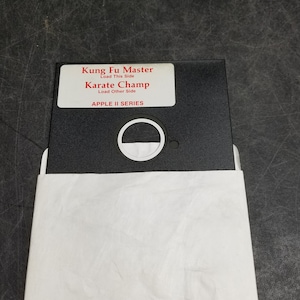 Kung Fu Master
Load This Side
Karate Champ
Load Other Side
APPLE II SERIES